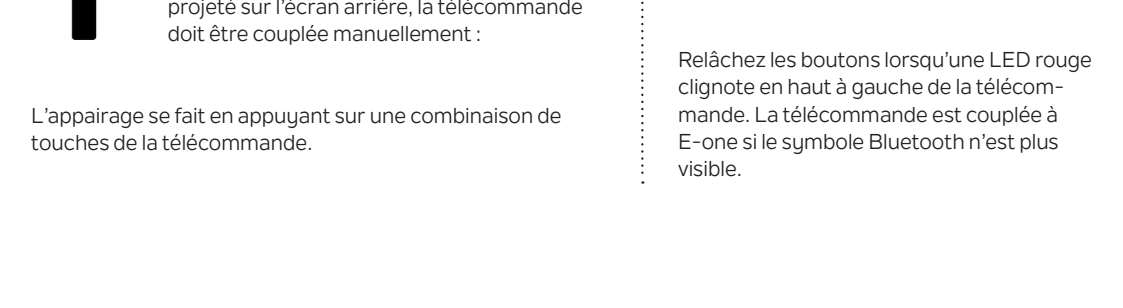 projeté sur l'écran arrière, la télécommande
doit être couplée manuellement :
L'appairage se fait en appuyant sur une combinaison de
touches de la télécommande.
Relâchez les boutons lorsqu'une LED rouge
clignote en haut à gauche de la télécom-
mande. La télécommande est couplée à
E-one si le symbole Bluetooth n'est plus
visible.